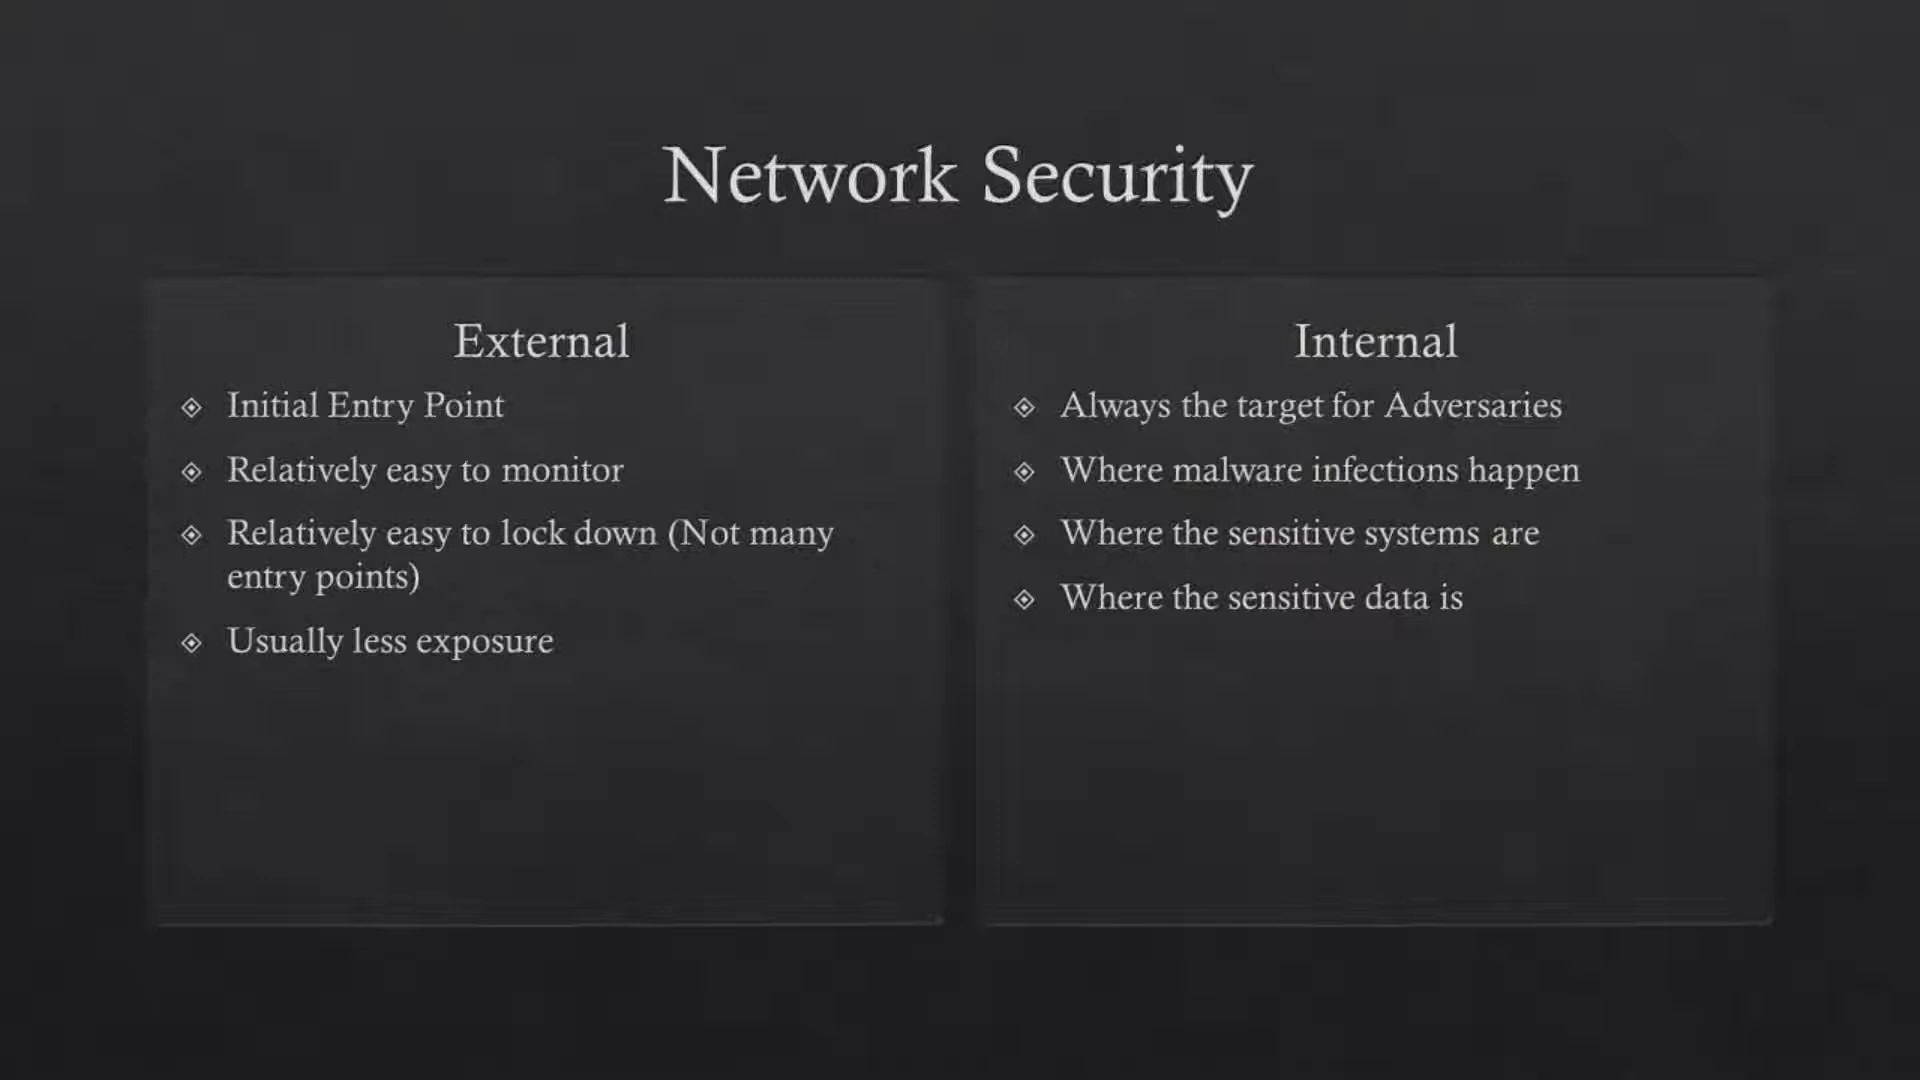 Network Security
External
Initial Entry Point
Relatively easy to monitor
Relatively easy to lock down (Not many
entry points)
Usually less exposure
Internal
Always the target for Adversaries
Where malware infections happen
Where the sensitive systems are
Where the sensitive data is